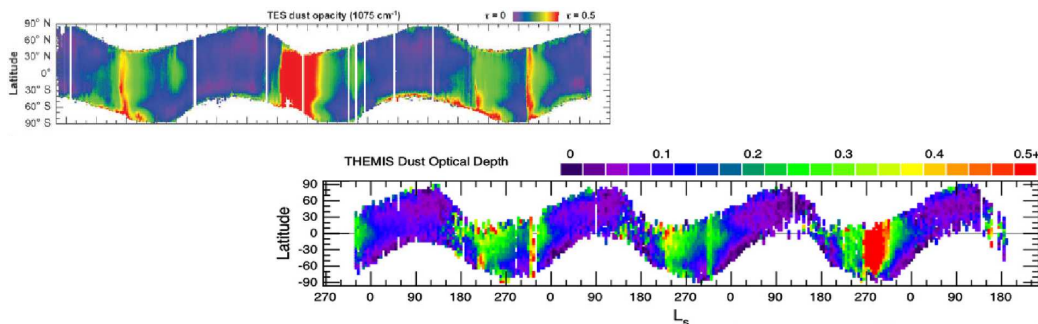 TES dust opacity (1075 cm⁻¹) τ = 0 τ = 0.5
90° N
60° N
30° N
0°
30° S
60° S
90° S
Latitude
THEMIS Dust Optical Depth
0 0.1 0.2 0.3 0.4 0.5+
90
60
30
0
-30
-60
-90
Latitude
270 0 90 180 270 0 90 180 270 0 90 180 270 0 90 180
Ls